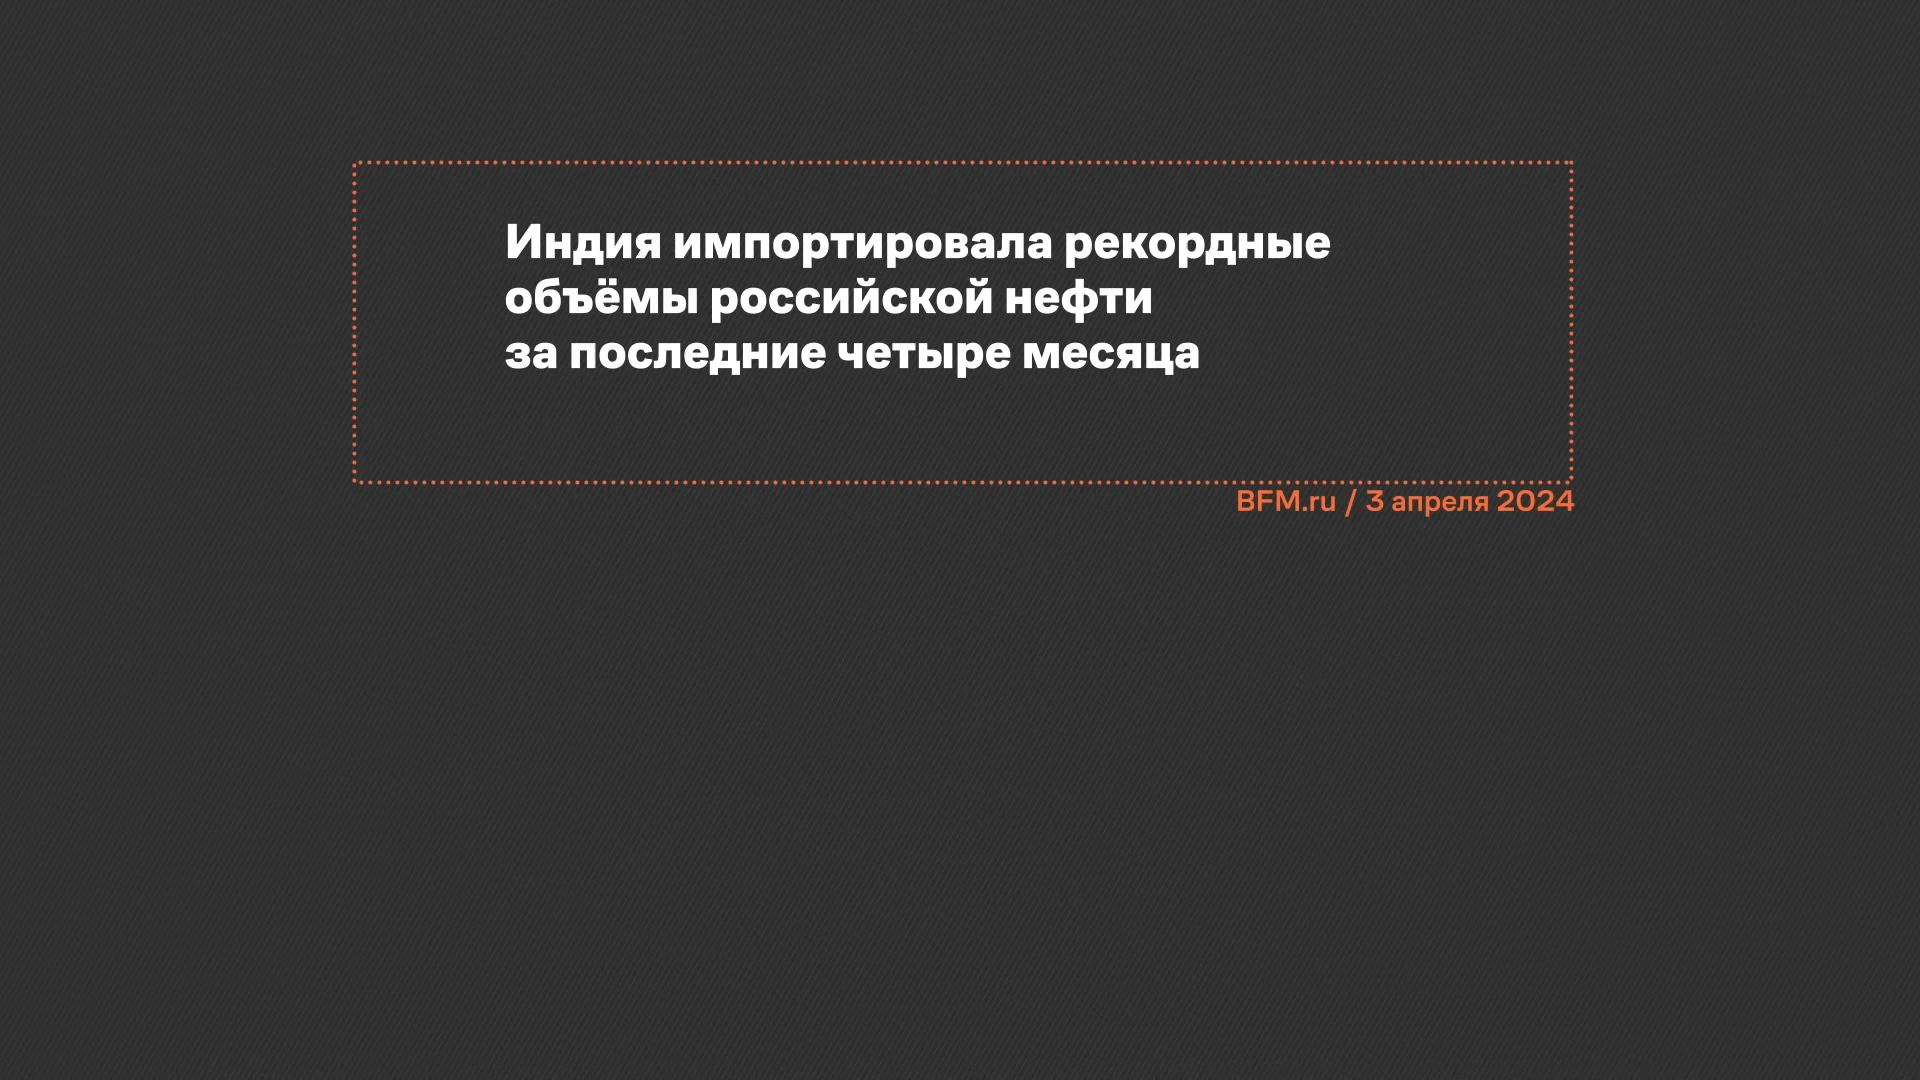 Индия импортировала рекордные
объёмы российской нефти
за последние четыре месяца
BFM.ru / 3 апреля 2024